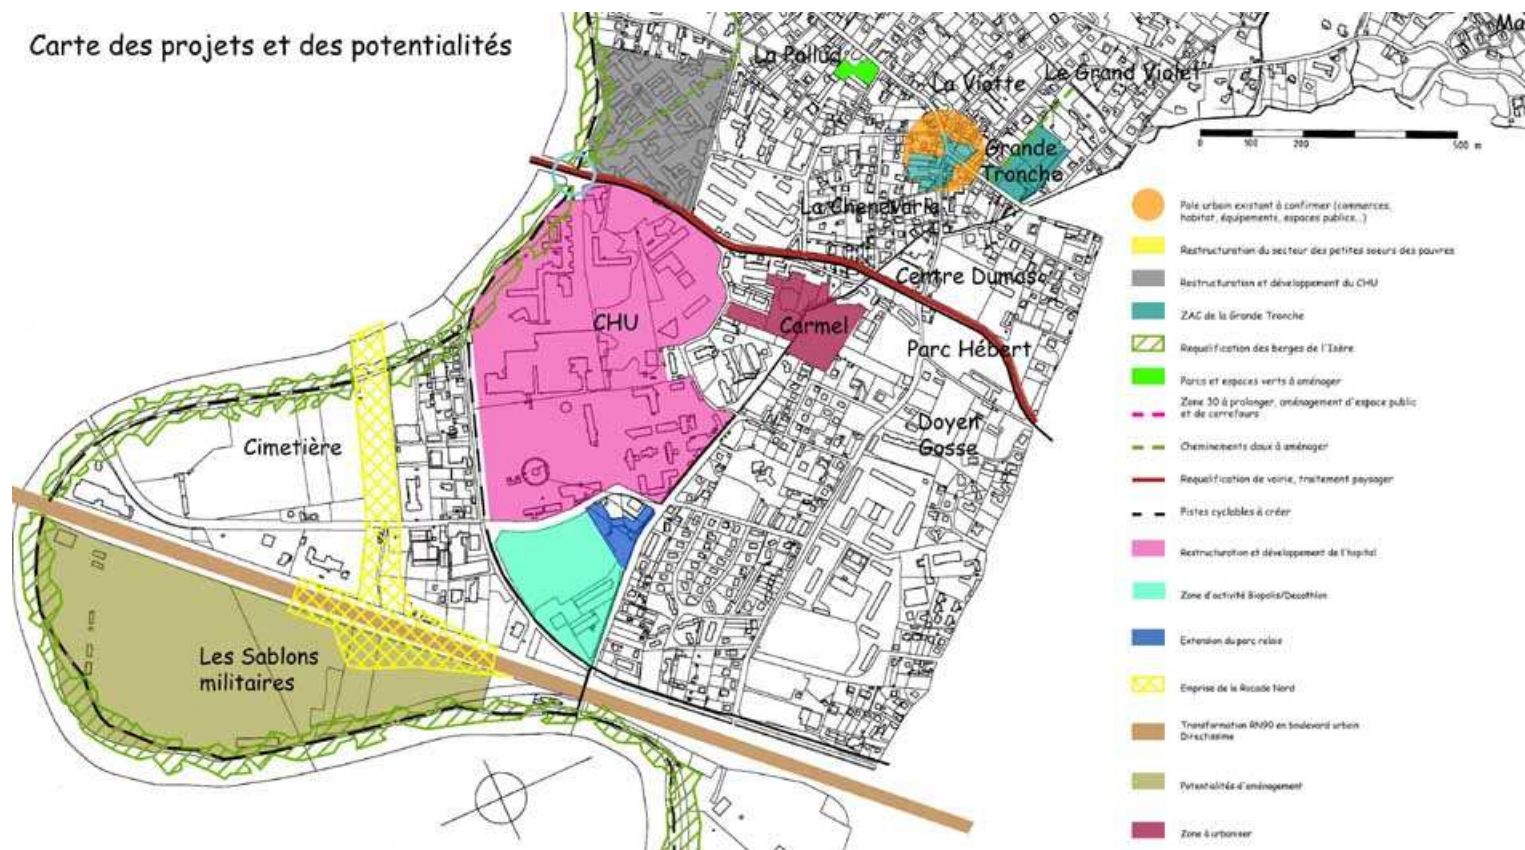 Carte des projets et des potentialités
Ma
La Pallud
La Viotte
Le Grand Violet
Grande
Tronche
La Chenevarie
Centre Dumas
CHU
Carmel
Parc Hébert
Doyen
Gosse
Cimetière
Les Sablons
militaires
0 100 200 500 m
Pole urbain existant à confirmer (commerces,
habitat, équipements, espaces publics...)
Restructuration du secteur des petites soeurs des pauvres
Restructuration et développement du CHU
ZAC de la Grande Tronche
Requalification des berges de l'Isère
Parcs et espaces verts à aménager
Zone 30 à prolonger, aménagement d'espace public
et de carrefours
Cheminements doux à aménager
Requalification de voirie, traitement paysager
Pistes cyclables à créer
Restructuration et développement de l'hopital
Zone d'activité Biopolis/Decathlon
Extension du parc relais
Emprise de la Rocade Nord
Transformation RN90 en boulevard urbain
Directissime
Potentialités d'aménagement
Zone à urbaniser